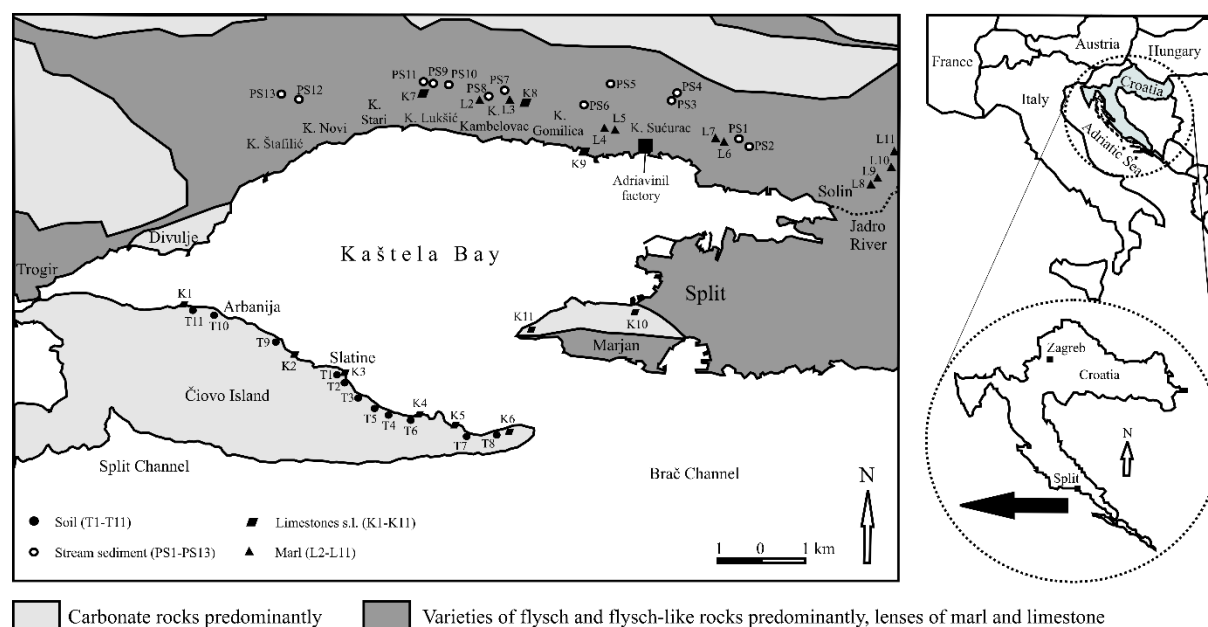 PS11
PS9
PS10
PS7
PS5
PS4
PS13
PS12
K7
PS8
L2
L3
K8
PS6
PS3
K. Štafilić
K. Novi
K.
Stari
K. Lukšić
K.
Kambelovac
K.
Gomilica
L5
L4
K. Sućurac
L7
L6
PS1
PS2
K9
Adriavinil
factory
L11
L10
L9
L8
Solin
Jadro
River
Divulje
Trogir
Kaštela Bay
Split
K1
Arbanija
T11
T10
T9
K2
Slatine
T1
K3
T2
T3
T5
T4
T6
K4
K5
K6
T7
T8
K11
K10
Marjan
Čiovo Island
Split Channel
Brač Channel
N
Soil (T1-T11)
Limestones s.l. (K1-K11)
Stream sediment (PS1-PS13)
Marl (L2-L11)
1 0 1 km
France
Austria
Hungary
Croatia
Italy
Adriatic Sea
Zagreb
Croatia
N
Split
Carbonate rocks predominantly
Varieties of flysch and flysch-like rocks predominantly, lenses of marl and limestone